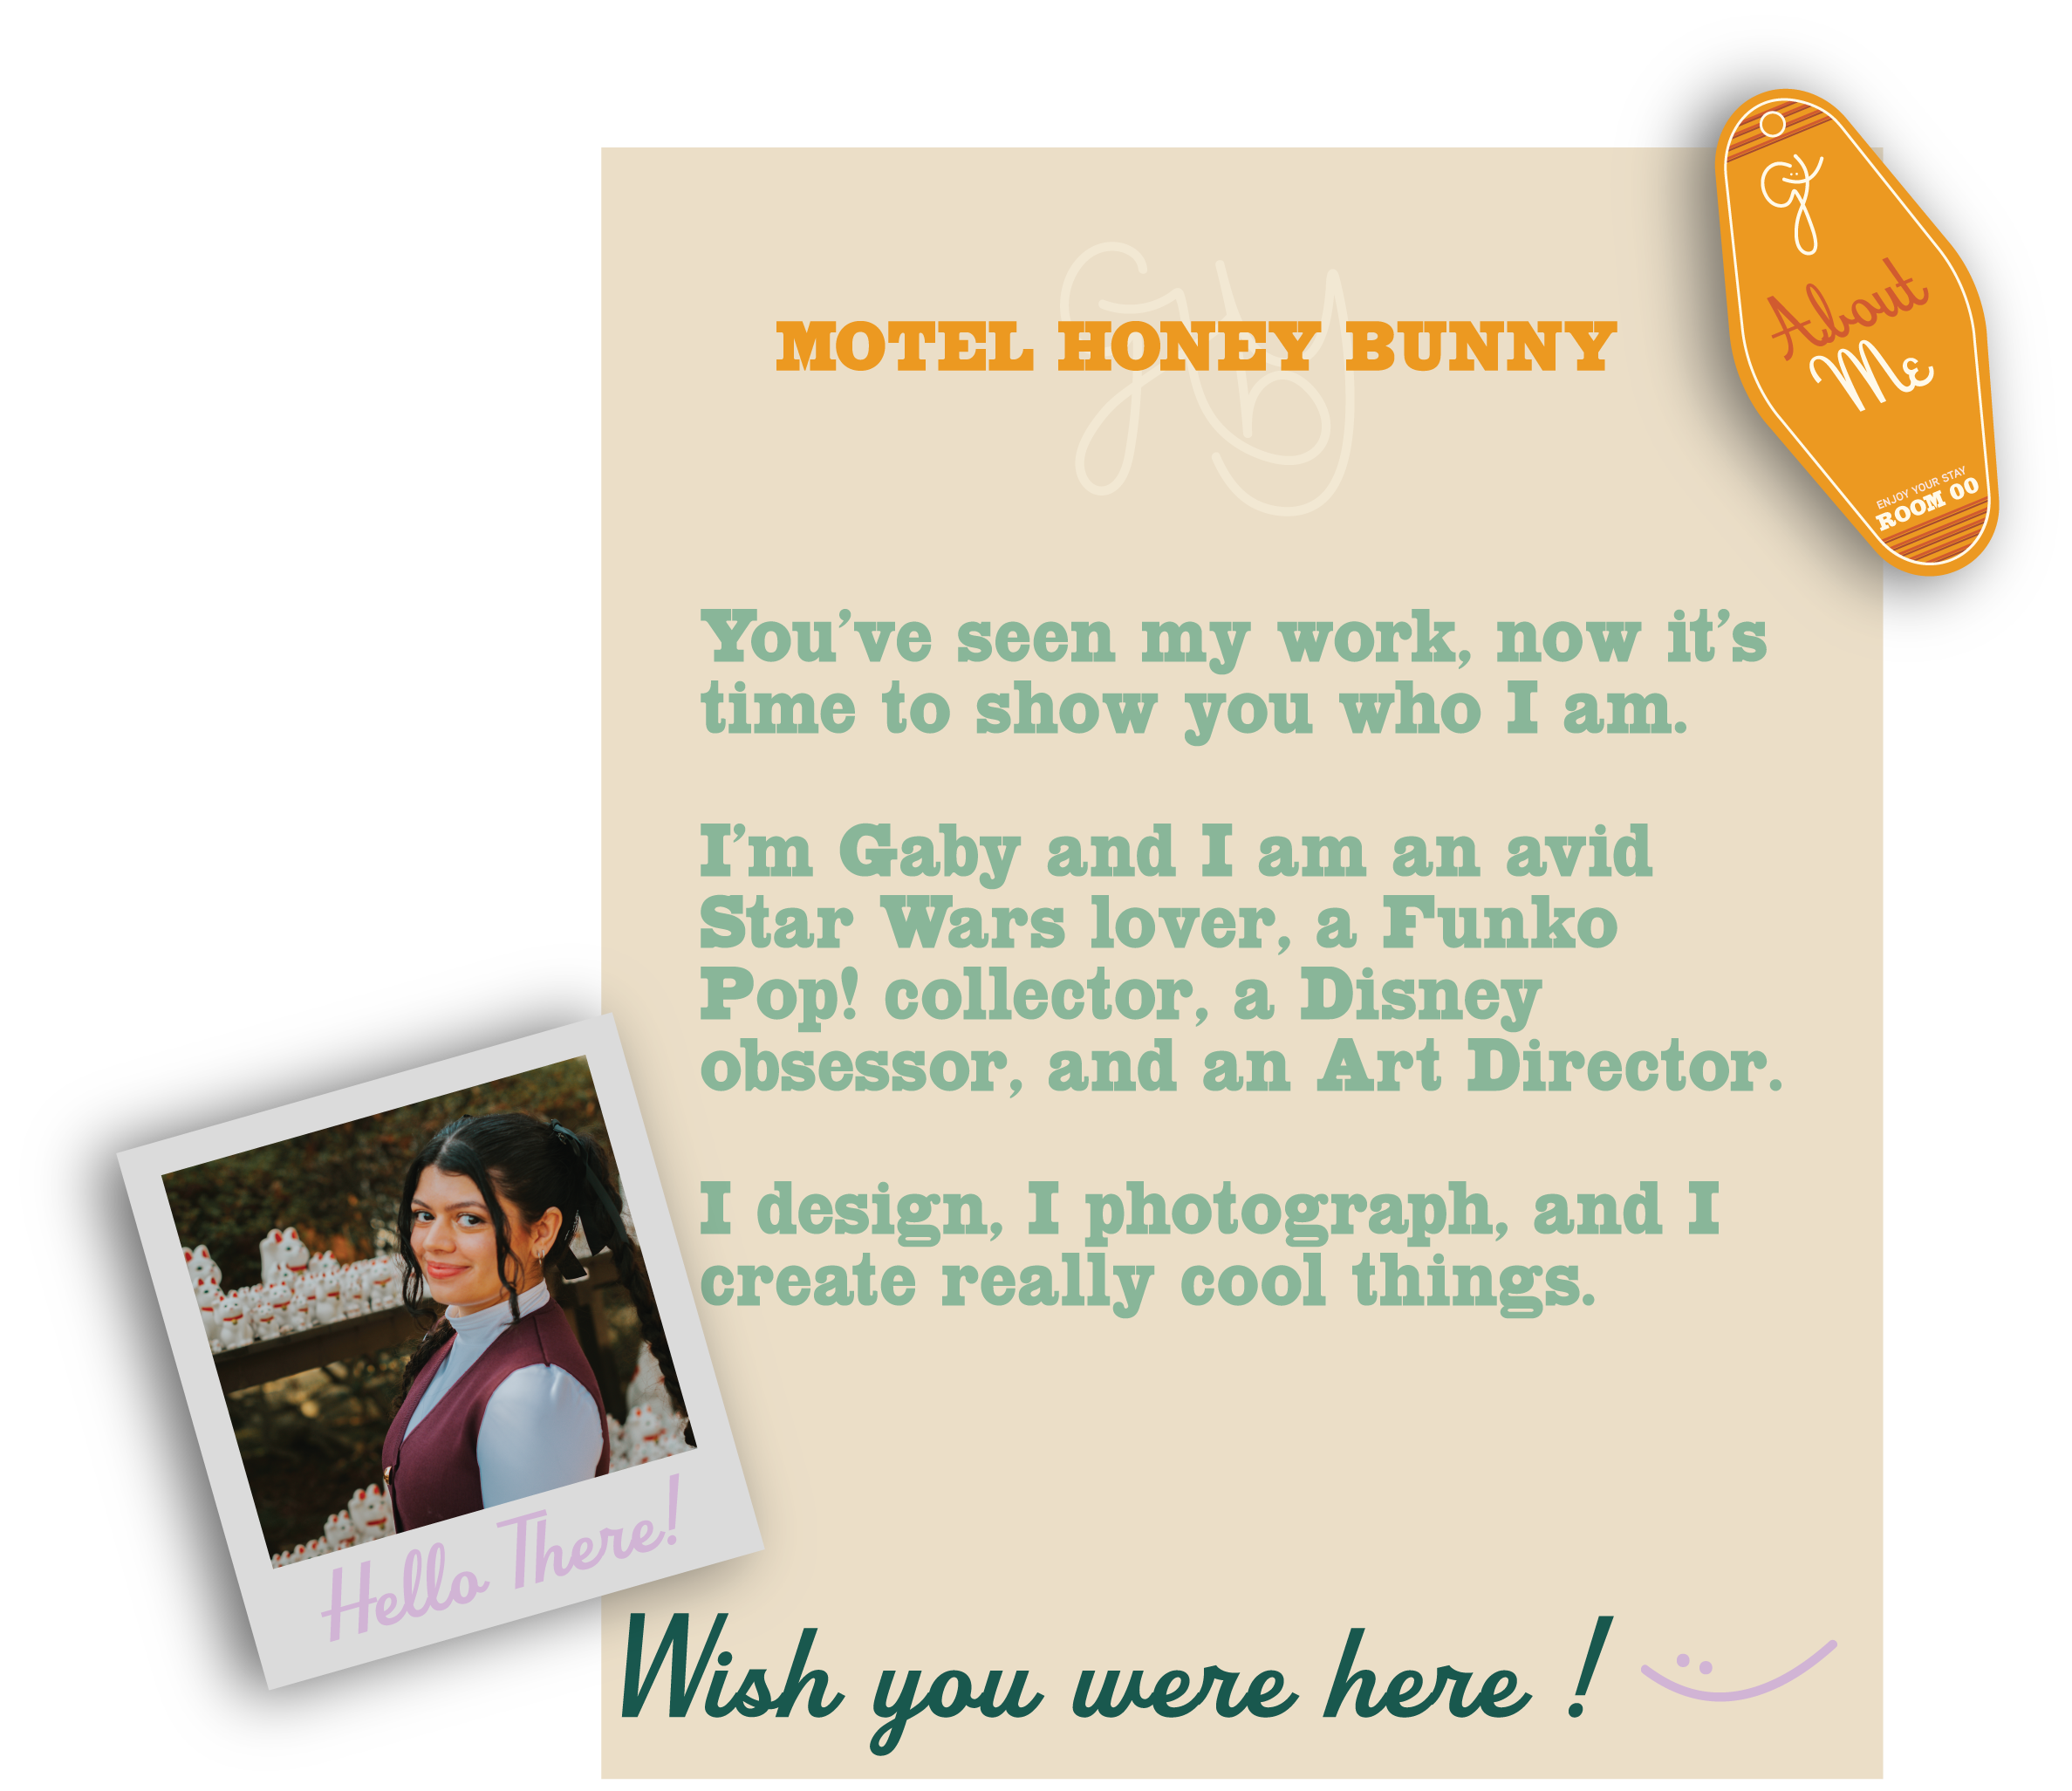 MOTEL HONEY BUNNY
Gaby
About
Me
ENJOY YOUR STAY
ROOM 00
You’ve seen my work, now it’s
time to show you who I am.
I’m Gaby and I am an avid
Star Wars lover, a Funko
Pop! collector, a Disney
obsessor, and an Art Director.
I design, I photograph, and I
create really cool things.
Hello There!
Wish you were here !